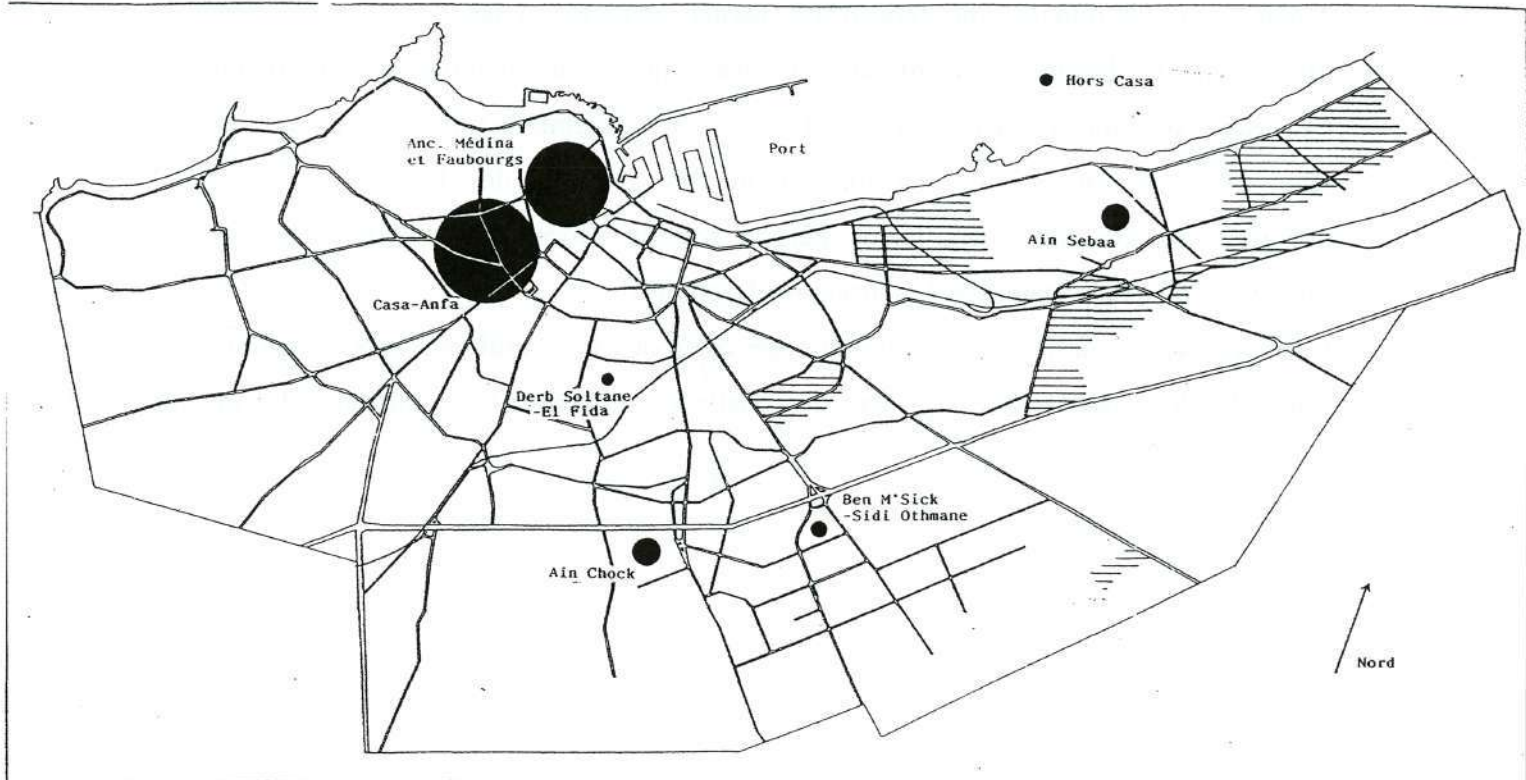 Hors Casa
Anc. Médina
et Faubourgs
Port
Ain Sebaa
Casa-Anfa
Derb Soltane
-El Fida
Ben M'Sick
-Sidi Othmane
Ain Chock
Nord